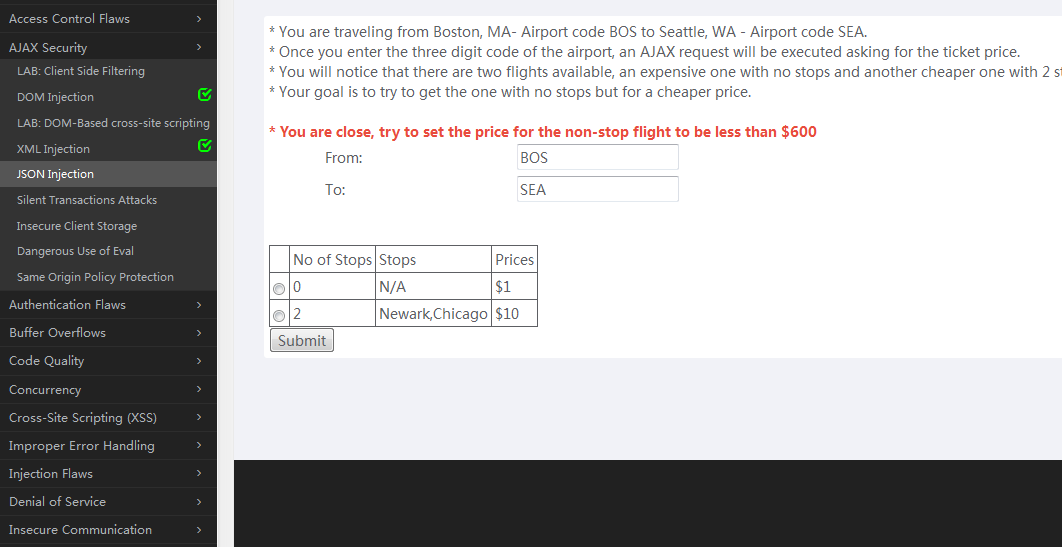 Access Control Flaws
AJAX Security
LAB: Client Side Filtering
DOM Injection
LAB: DOM-Based cross-site scripting
XML Injection
JSON Injection
Silent Transactions Attacks
Insecure Client Storage
Dangerous Use of Eval
Same Origin Policy Protection
Authentication Flaws
Buffer Overflows
Code Quality
Concurrency
Cross-Site Scripting (XSS)
Improper Error Handling
Injection Flaws
Denial of Service
Insecure Communication
* You are traveling from Boston, MA- Airport code BOS to Seattle, WA - Airport code SEA.
* Once you enter the three digit code of the airport, an AJAX request will be executed asking for the ticket price.
* You will notice that there are two flights available, an expensive one with no stops and another cheaper one with 2
* Your goal is to try to get the one with no stops but for a cheaper price.
* You are close, try to set the price for the non-stop flight to be less than $600
From: BOS
To: SEA
No of Stops Stops Prices
0 N/A $1
2 Newark,Chicago $10
Submit